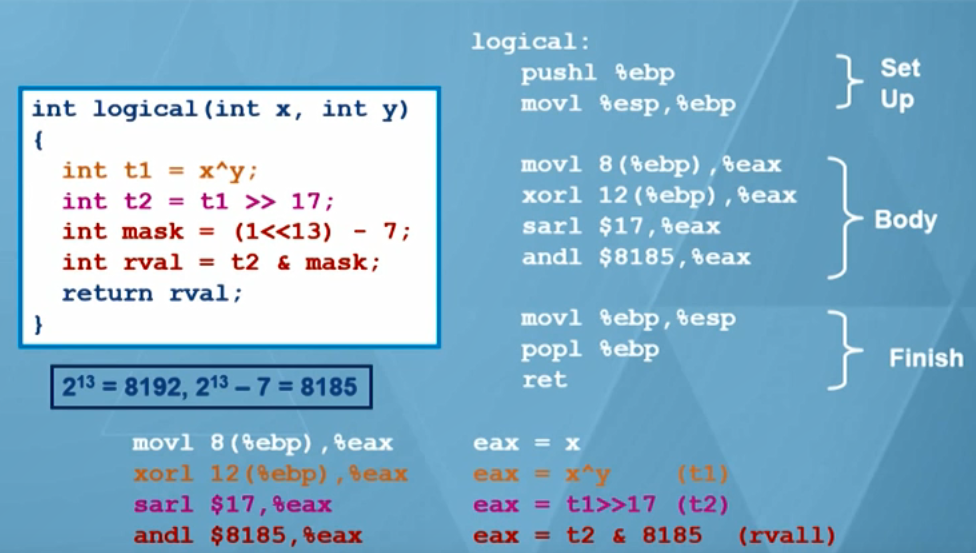 int logical(int x, int y)
{
  int t1 = x^y;
  int t2 = t1 >> 17;
  int mask = (1<<13) - 7;
  int rval = t2 & mask;
  return rval;
}
2¹³ = 8192, 2¹³ – 7 = 8185
logical:
pushl %ebp
movl %esp,%ebp
Set
Up
movl 8(%ebp),%eax
xorl 12(%ebp),%eax
sarl $17,%eax
andl $8185,%eax
Body
movl %ebp,%esp
popl %ebp
ret
Finish
movl 8(%ebp),%eax eax = x
xorl 12(%ebp),%eax eax = x^y (t1)
sarl $17,%eax eax = t1>>17 (t2)
andl $8185,%eax eax = t2 & 8185 (rvall)